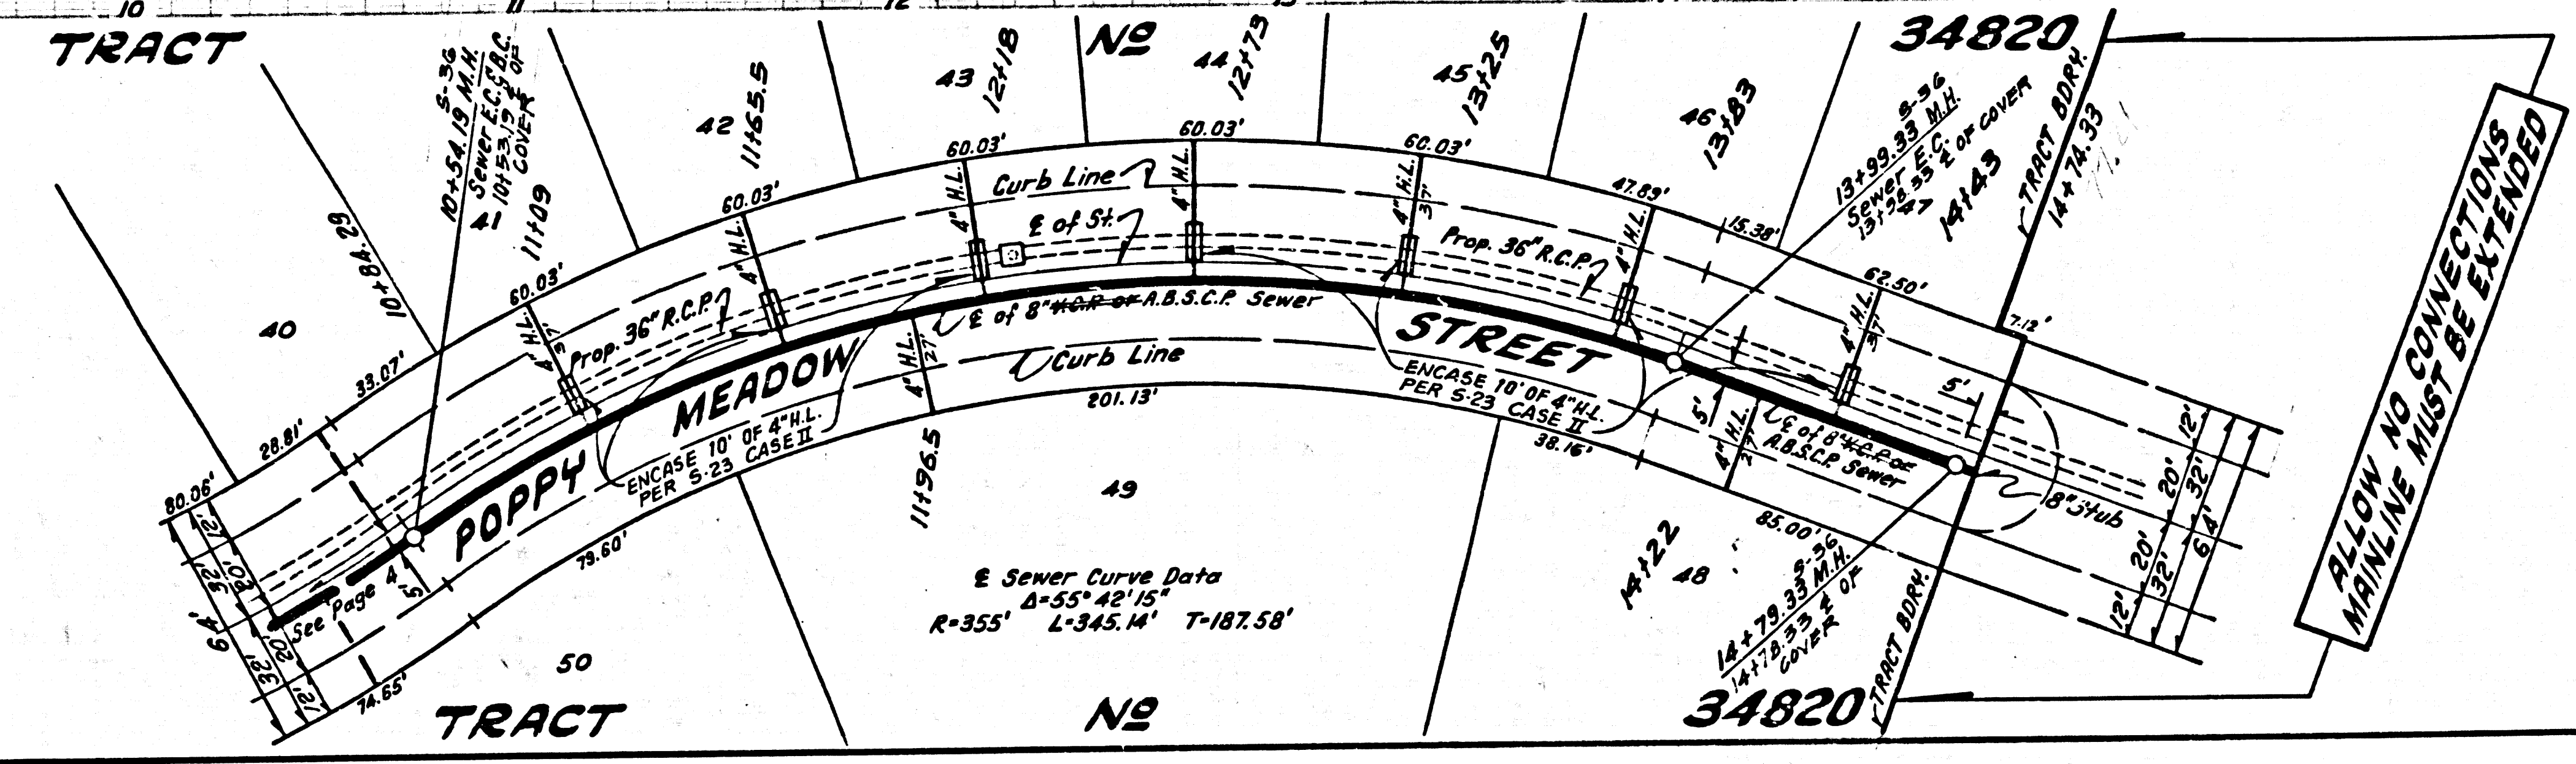 10
11
12
13
TRACT
Nº
34820
S-36
10+54.19 M.H.
Sewer E.C. & B.C.
10+53.19 ℄ OF
COVER
41
11+09
42
11+65.5
43
12+18
44
12+73
45
13+25
46
13+83
S-36
13+99.33 M.H.
Sewer E.C.
13+98.33 ℄ OF COVER
47
14+43
TRACT BDRY.
14+74.33
ALLOW NO CONNECTIONS
MAINLINE MUST BE EXTENDED
40
10+84.29
80.06'
28.81'
33.07'
60.03'
60.03'
60.03'
60.03'
60.03'
47.89'
15.38'
62.50'
7.12'
4" H.L.
37'
4" H.L.
4" H.L.
4" H.L.
4" H.L.
37'
4" H.L.
4" H.L.
37'
Curb Line
℄ of St.
Prop. 36" R.C.P.
Prop. 36" R.C.P.
℄ of 8" V.C.P. OR A.B.S.C.P. Sewer
Curb Line
POPPY MEADOW STREET
ENCASE 10' OF 4" H.L.
PER S-23 CASE II
ENCASE 10' OF 4" H.L.
PER S-23 CASE II
4" H.L.
27'
11+96.5
201.13'
38.16'
5'
4" H.L.
27'
℄ of 8" V.C.P. OR
A.B.S.C.P. Sewer
5'
8" Stub
12'
20'
32'
64'
20'
32'
12'
See Page 4
5'
12'
20'
32'
64'
20'
32'
12'
79.60'
74.65'
85.00'
49
50
48
14+22
℄ Sewer Curve Data
Δ=55° 42' 15"
R=355' L=345.14' T=187.58'
S-36
14+79.33 M.H.
14+78.33 ℄ OF
COVER
TRACT BDRY.
TRACT
Nº
34820